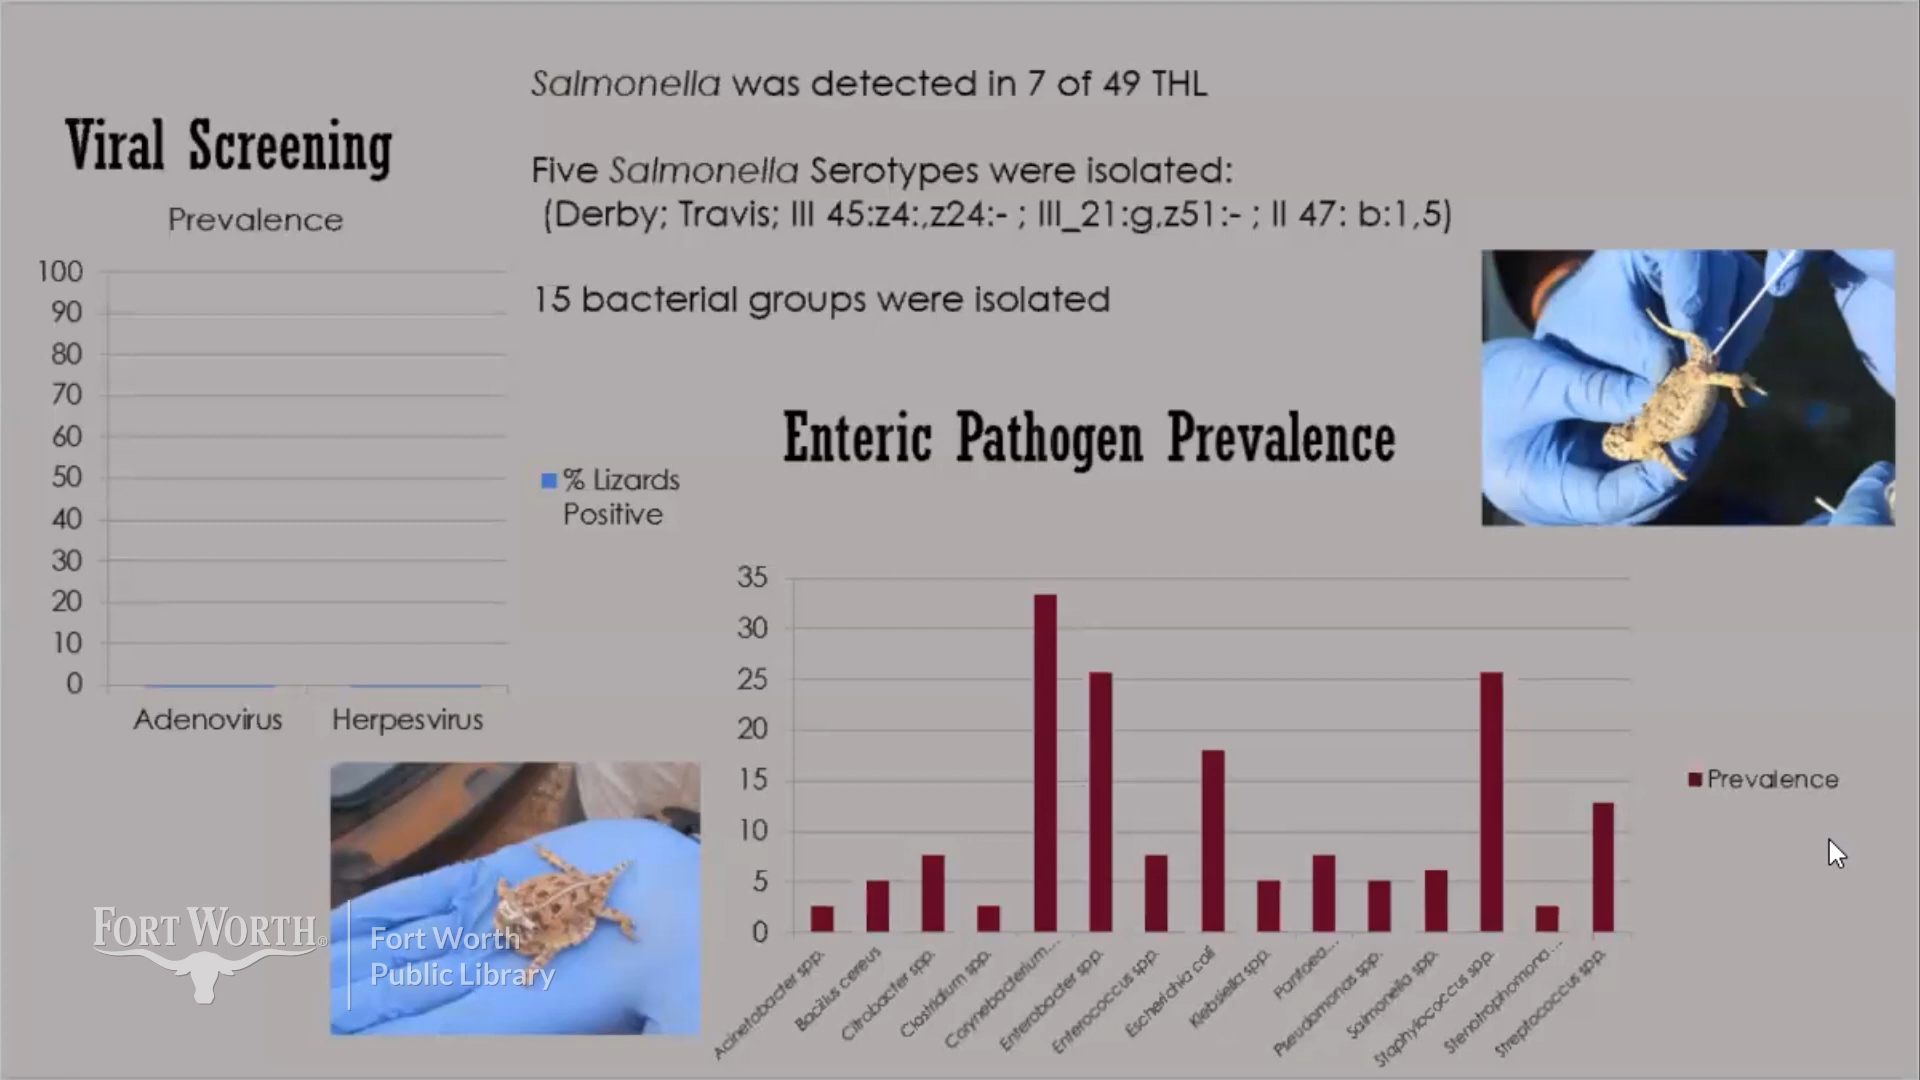 Salmonella was detected in 7 of 49 THL
Viral Screening
Five Salmonella Serotypes were isolated:
(Derby; Travis; III 45:z4:,z24:- ; III_21:g,z51:- ; II 47: b:1,5)
15 bacterial groups were isolated
Prevalence
100
90
80
70
60
50
40
30
20
10
0
Adenovirus Herpesvirus
% Lizards
Positive
Enteric Pathogen Prevalence
35
30
25
20
15
10
5
0
Acinetobacter spp.
Bacillus cereus
Citrobacter spp.
Clostridium spp.
Corynebacterium...
Enterobacter spp.
Enterococcus spp.
Escherichia coli
Klebsiella spp.
Pantoea...
Pseudomonas spp.
Salmonella spp.
Staphylococcus spp.
Stenotrophomona...
Streptococcus spp.
Prevalence
FORT WORTH®
Fort Worth
Public Library